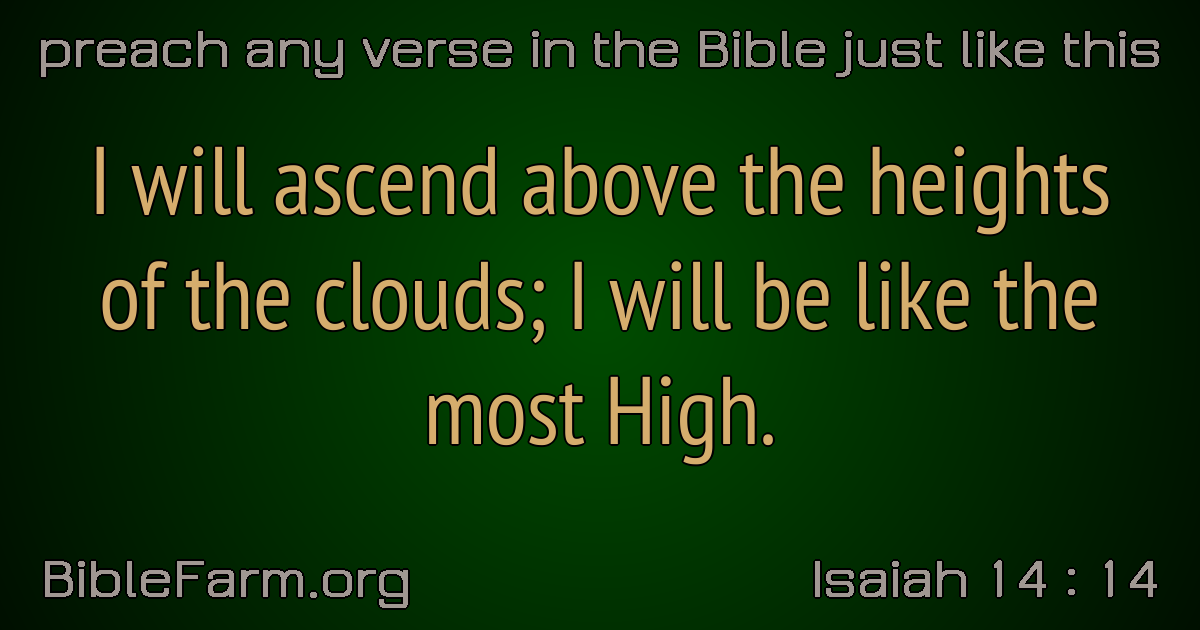 preach any verse in the Bible just like this
I will ascend above the heights
of the clouds; I will be like the
most High.
BibleFarm.org
Isaiah 14 : 14